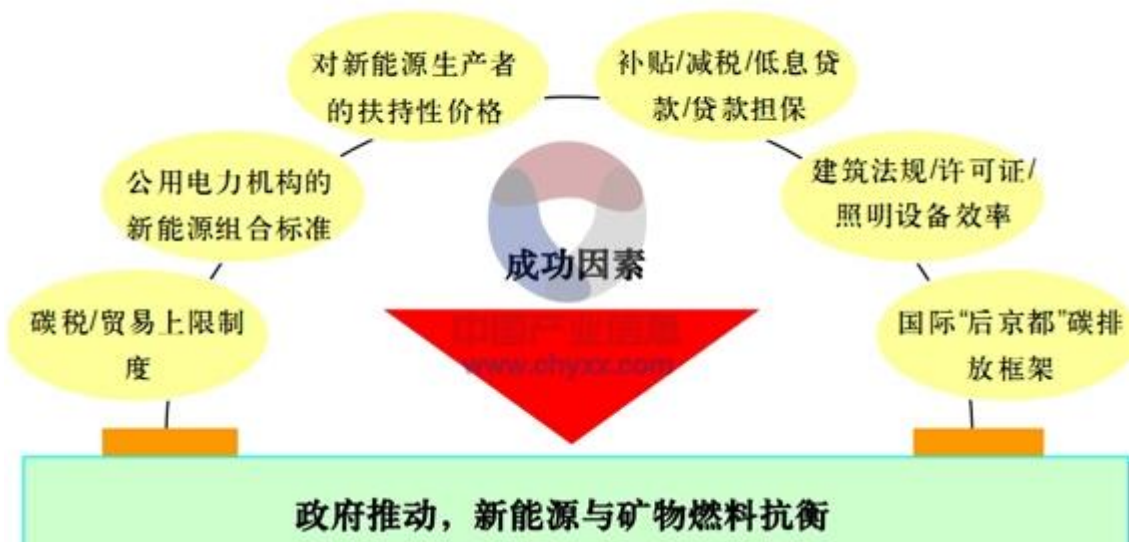 对新能源生产者
的扶持性价格
补贴/减税/低息贷
款/贷款担保
公用电力机构的
新能源组合标准
建筑法规/许可证/
照明设备效率
成功因素
碳税/贸易上限制
度
国际“后京都”碳排
放框架
中国产业信息
www.chyxx.com
政府推动，新能源与矿物燃料抗衡